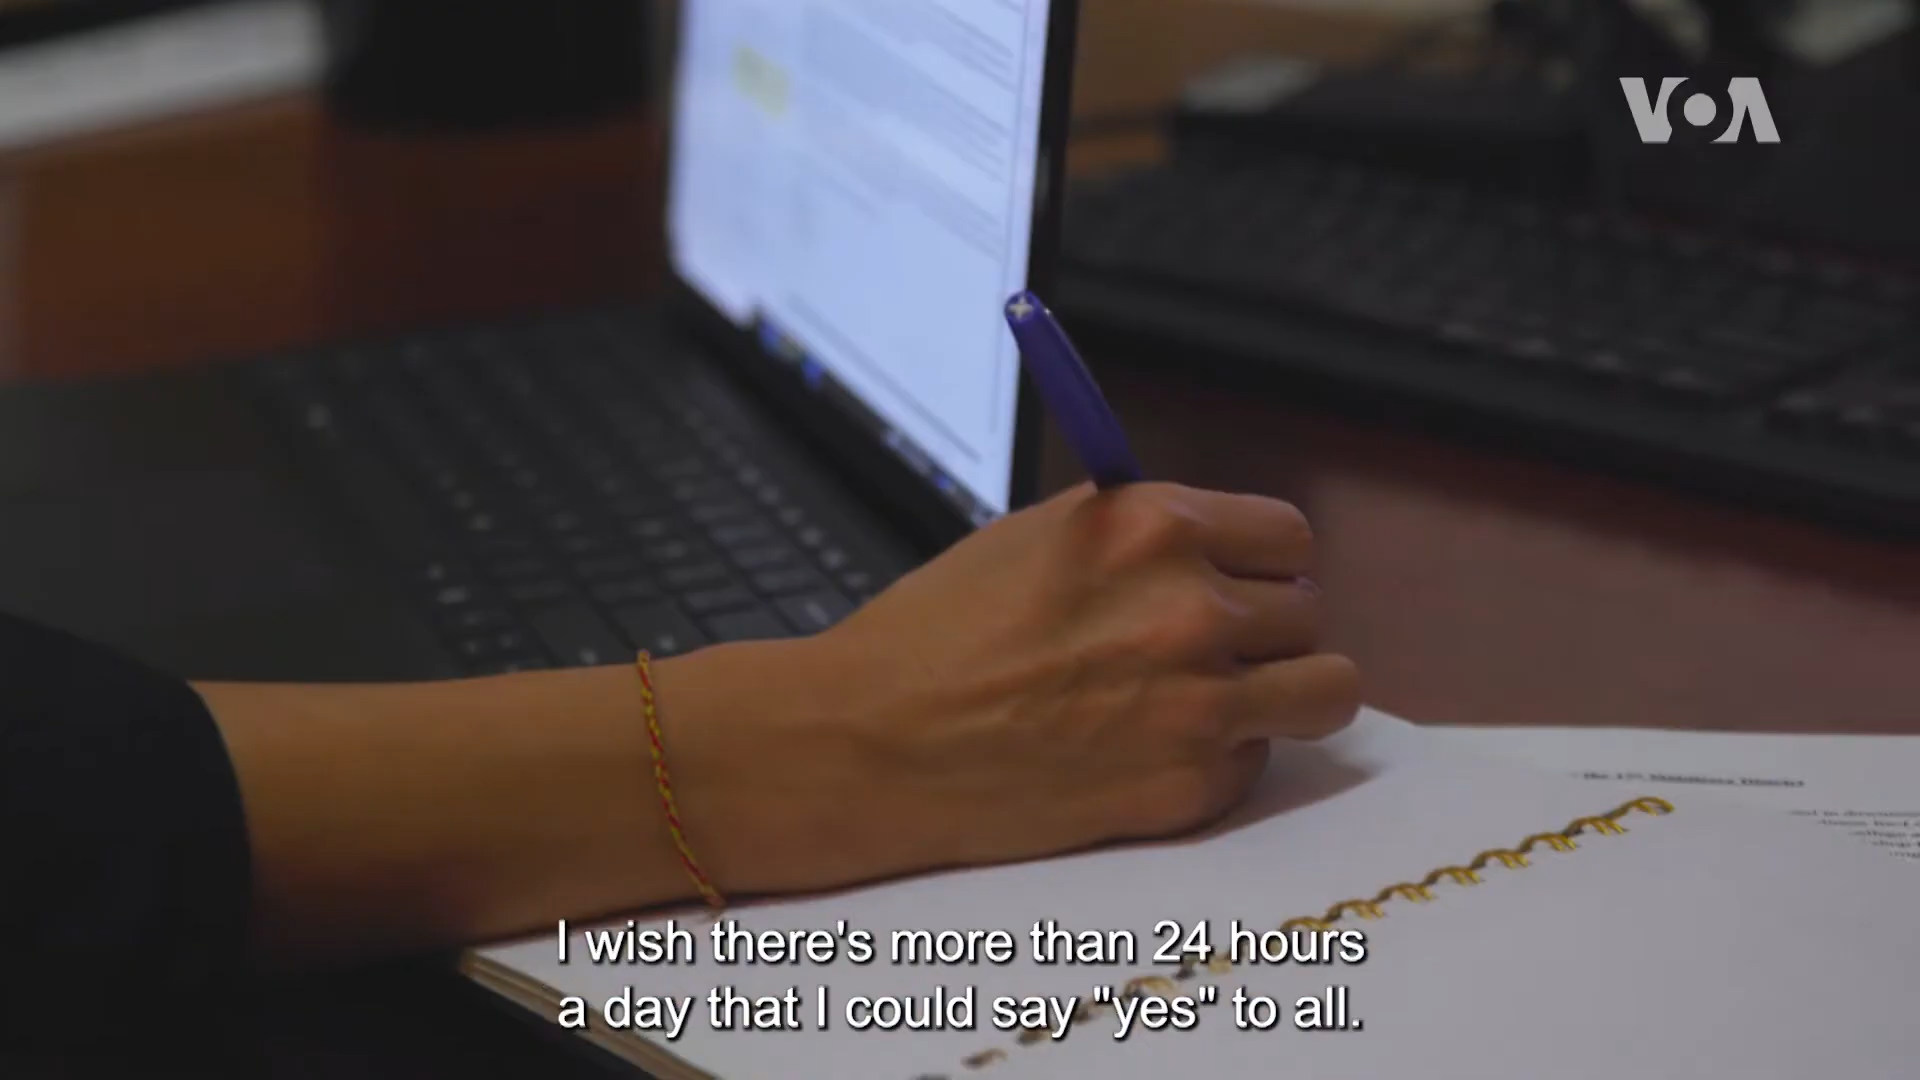 VOA
I wish there's more than 24 hours
a day that I could say "yes" to all.